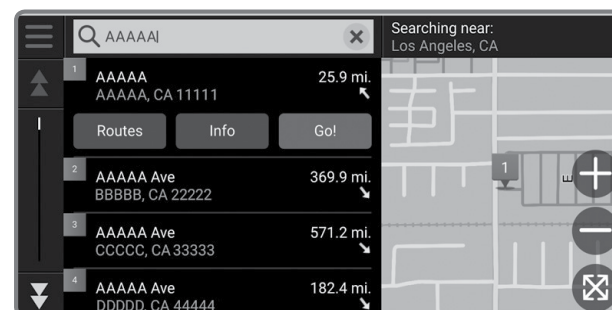 AAAAA
Searching near:
Los Angeles, CA
1
AAAAA
25.9 mi.
AAAAA, CA 11111
Routes
Info
Go!
2
AAAAA Ave
369.9 mi.
BBBBB, CA 22222
3
AAAAA Ave
571.2 mi.
CCCCC, CA 33333
4
AAAAA Ave
182.4 mi.
DDDDD, CA 44444
1
E